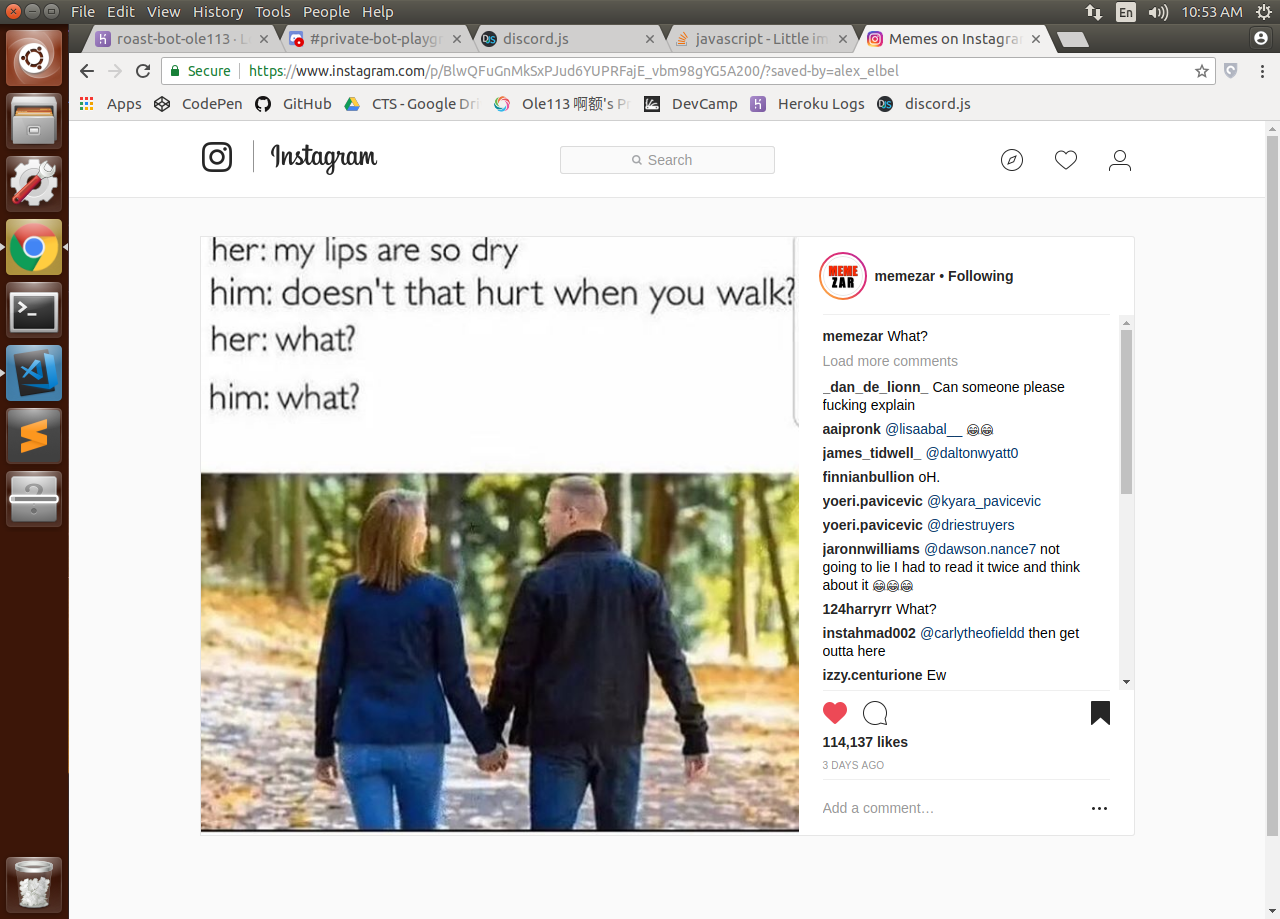 File Edit View History Tools People Help
En 10:53 AM
roast-bot-ole113 · L
#private-bot-playgr
discord.js
javascript - Little im
Memes on Instagra
Secure https://www.instagram.com/p/BlwQFuGnMkSxPJud6YUPRFajE_vbm98gYG5A200/?saved-by=alex_elbel
Apps CodePen GitHub CTS - Google Dri Ole113 啊额's P DevCamp Heroku Logs discord.js
Instagram
Search
her: my lips are so dry
him: doesn't that hurt when you walk?
her: what?
him: what?
MEME
ZAR
memezar • Following
memezar What?
Load more comments
_dan_de_lionn_ Can someone please
fucking explain
aaipronk @lisaabal__ 😂😂
james_tidwell_ @daltonwyatt0
finnianbullion oH.
yoeri.pavicevic @kyara_pavicevic
yoeri.pavicevic @driestruyers
jaronnwilliams @dawson.nance7 not
going to lie I had to read it twice and think
about it 😂😂😂
124harryrr What?
instahmad002 @carlytheofieldd then get
outta here
izzy.centurione Ew
114,137 likes
3 DAYS AGO
Add a comment…